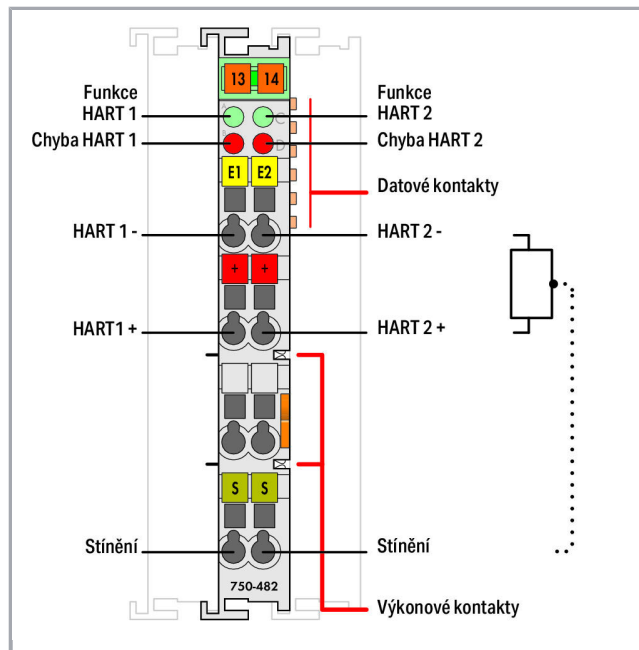 13 14
Funkce
HART 1
Funkce
HART 2
A
C
Chyba HART 1
Chyba HART 2
B
D
E1 E2
Datové kontakty
HART 1 -
HART 2 -
+ +
HART1 +
HART 2 +
S S
Stínění
Stínění
750-482
Výkonové kontakty